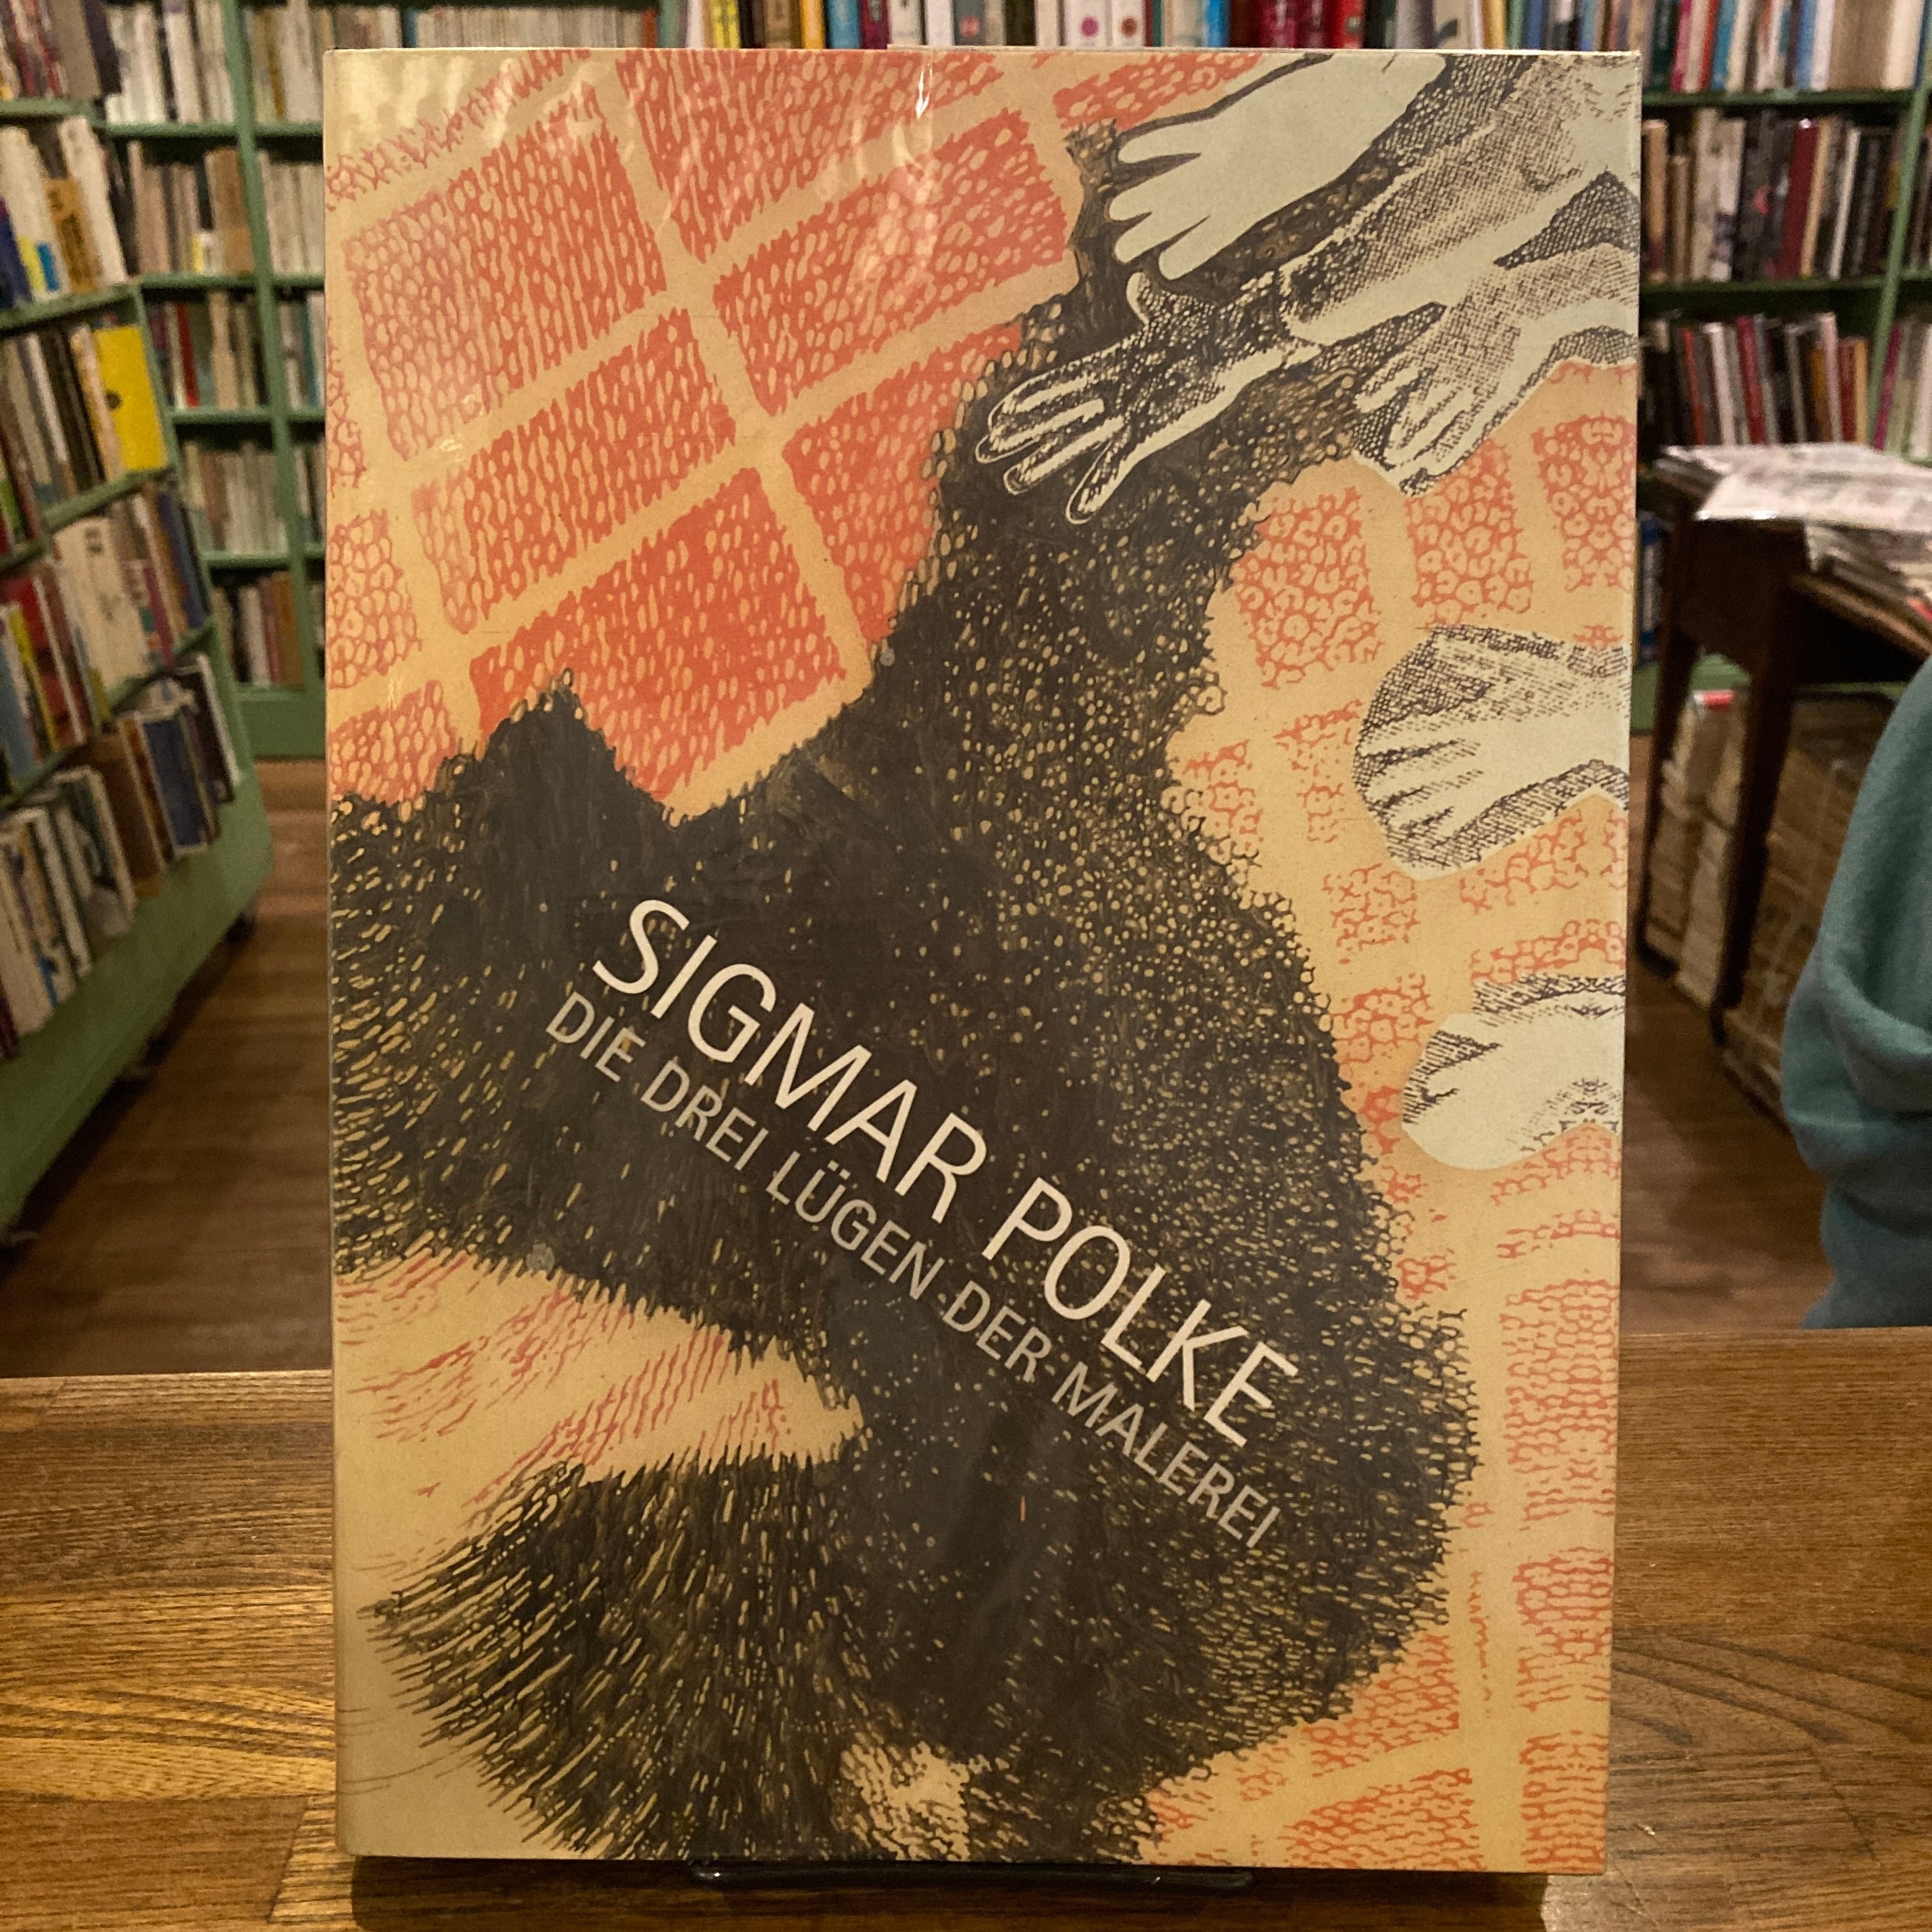 SIGMAR POLKE
DIE DREI LÜGEN DER MALEREI